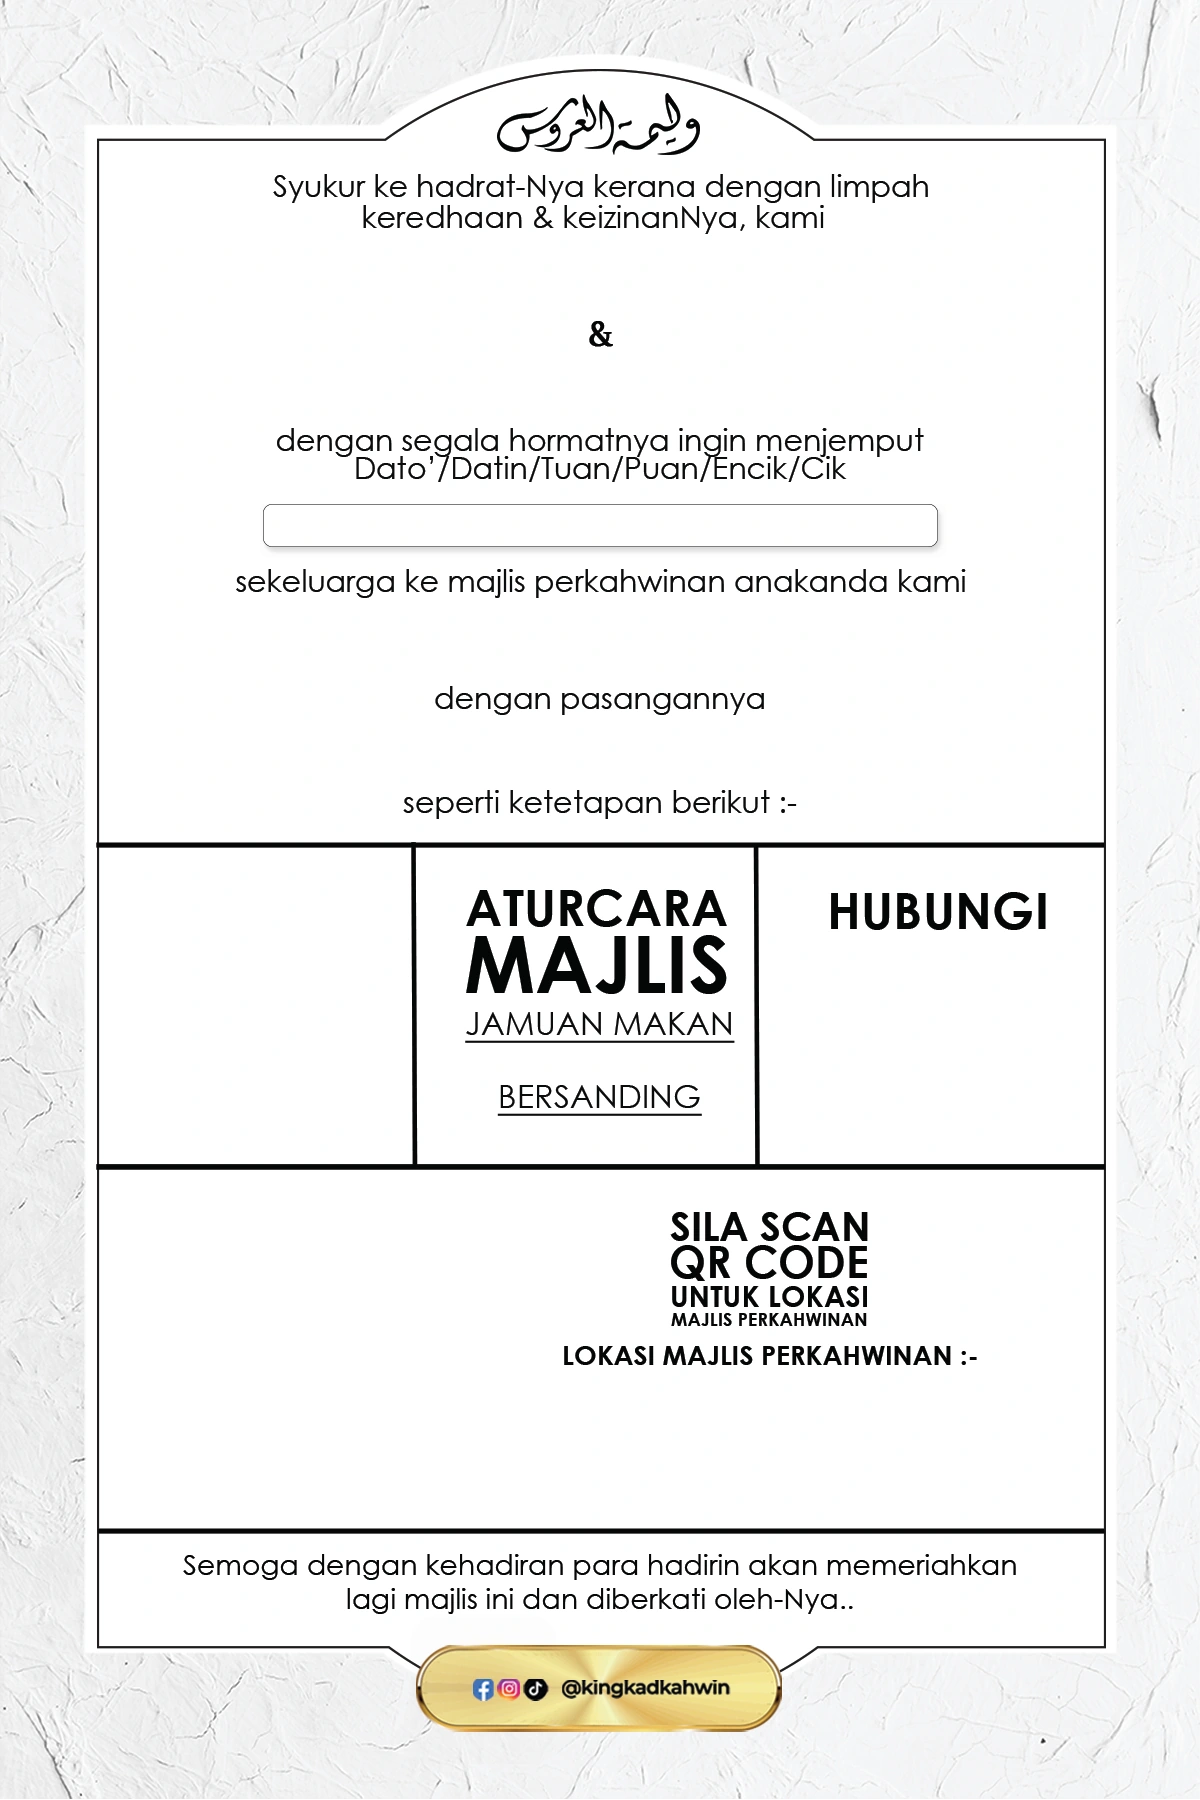 وليمة العروس
Syukur ke hadrat-Nya kerana dengan limpah
keredhaan & keizinanNya, kami
&
dengan segala hormatnya ingin menjemput
Dato’/Datin/Tuan/Puan/Encik/Cik
sekeluarga ke majlis perkahwinan anakanda kami
dengan pasangannya
seperti ketetapan berikut :-
ATURCARA
MAJLIS
JAMUAN MAKAN
BERSANDING
HUBUNGI
SILA SCAN
QR CODE
UNTUK LOKASI
MAJLIS PERKAHWINAN
LOKASI MAJLIS PERKAHWINAN :-
Semoga dengan kehadiran para hadirin akan memeriahkan
lagi majlis ini dan diberkati oleh-Nya..
@kingkadkahwin